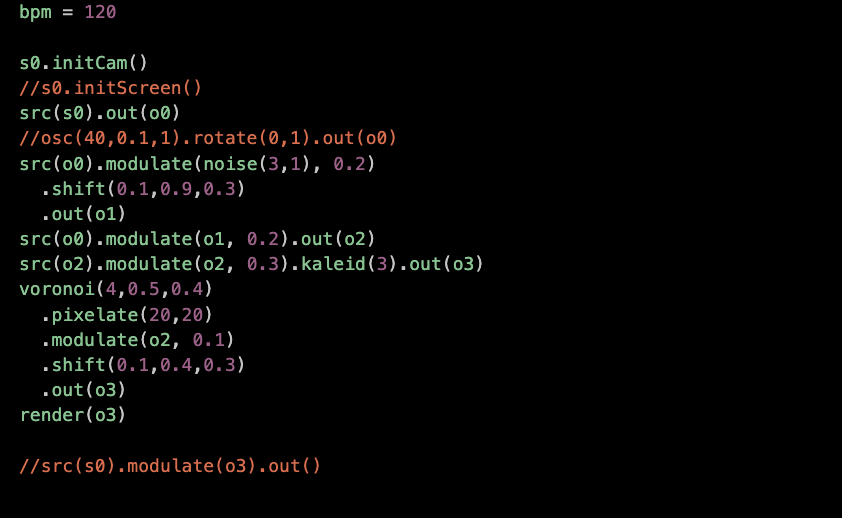 bpm = 120
s0.initCam()
//s0.initScreen()
src(s0).out(o0)
//osc(40,0.1,1).rotate(0,1).out(o0)
src(o0).modulate(noise(3,1), 0.2)
  .shift(0.1,0.9,0.3)
  .out(o1)
src(o0).modulate(o1, 0.2).out(o2)
src(o2).modulate(o2, 0.3).kaleid(3).out(o3)
voronoi(4,0.5,0.4)
  .pixelate(20,20)
  .modulate(o2, 0.1)
  .shift(0.1,0.4,0.3)
  .out(o3)
render(o3)
//src(s0).modulate(o3).out()